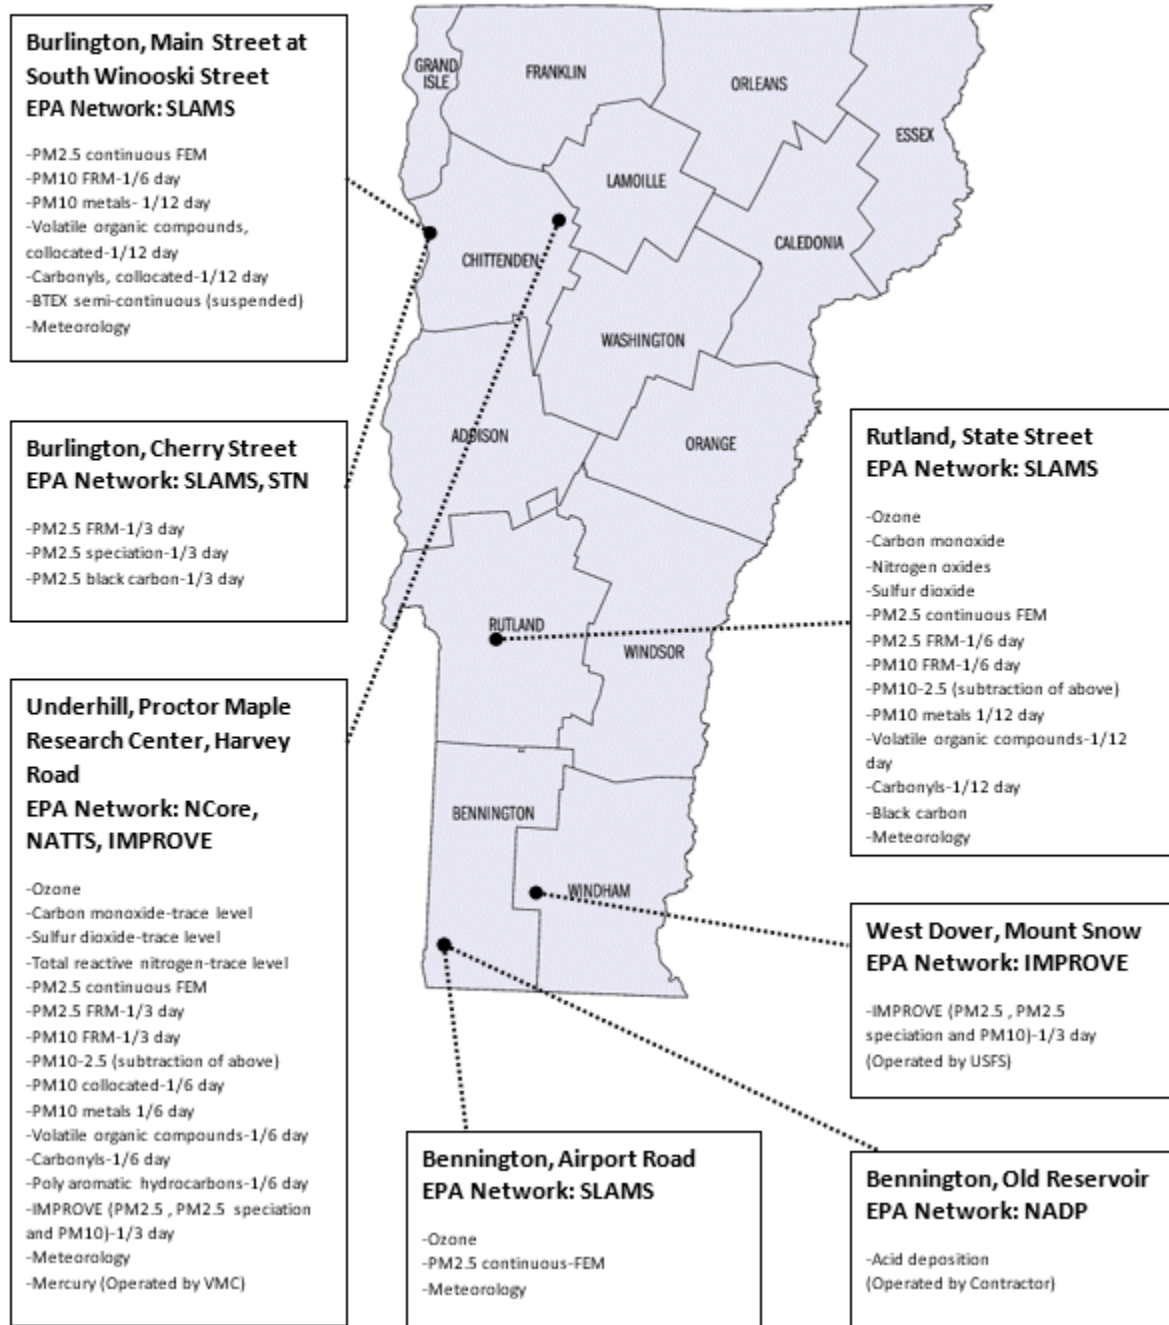 Burlington, Main Street at
South Winooski Street
EPA Network: SLAMS
-PM2.5 continuous FEM
-PM10 FRM-1/6 day
-PM10 metals- 1/12 day
-Volatile organic compounds,
collocated-1/12 day
-Carbonyls, collocated-1/12 day
-BTEX semi-continuous (suspended)
-Meteorology
Burlington, Cherry Street
EPA Network: SLAMS, STN
-PM2.5 FRM-1/3 day
-PM2.5 speciation-1/3 day
-PM2.5 black carbon-1/3 day
Underhill, Proctor Maple
Research Center, Harvey
Road
EPA Network: NCore,
NATTS, IMPROVE
-Ozone
-Carbon monoxide-trace level
-Sulfur dioxide-trace level
-Total reactive nitrogen-trace level
-PM2.5 continuous FEM
-PM2.5 FRM-1/3 day
-PM10 FRM-1/3 day
-PM10-2.5 (subtraction of above)
-PM10 collocated-1/6 day
-PM10 metals 1/6 day
-Volatile organic compounds-1/6 day
-Carbonyls-1/6 day
-Poly aromatic hydrocarbons-1/6 day
-IMPROVE (PM2.5 , PM2.5 speciation
and PM10)-1/3 day
-Meteorology
-Mercury (Operated by VMC)
GRAND
ISLE
FRANKLIN
ORLEANS
ESSEX
LAMOILLE
CHITTENDEN
CALEDONIA
WASHINGTON
ADDISON
ORANGE
RUTLAND
WINDSOR
BENNINGTON
WINDHAM
Rutland, State Street
EPA Network: SLAMS
-Ozone
-Carbon monoxide
-Nitrogen oxides
-Sulfur dioxide
-PM2.5 continuous FEM
-PM2.5 FRM-1/6 day
-PM10 FRM-1/6 day
-PM10-2.5 (subtraction of above)
-PM10 metals 1/12 day
-Volatile organic compounds-1/12
day
-Carbonyls-1/12 day
-Black carbon
-Meteorology
West Dover, Mount Snow
EPA Network: IMPROVE
-IMPROVE (PM2.5 , PM2.5
speciation and PM10)-1/3 day
(Operated by USFS)
Bennington, Airport Road
EPA Network: SLAMS
-Ozone
-PM2.5 continuous-FEM
-Meteorology
Bennington, Old Reservoir
EPA Network: NADP
-Acid deposition
(Operated by Contractor)